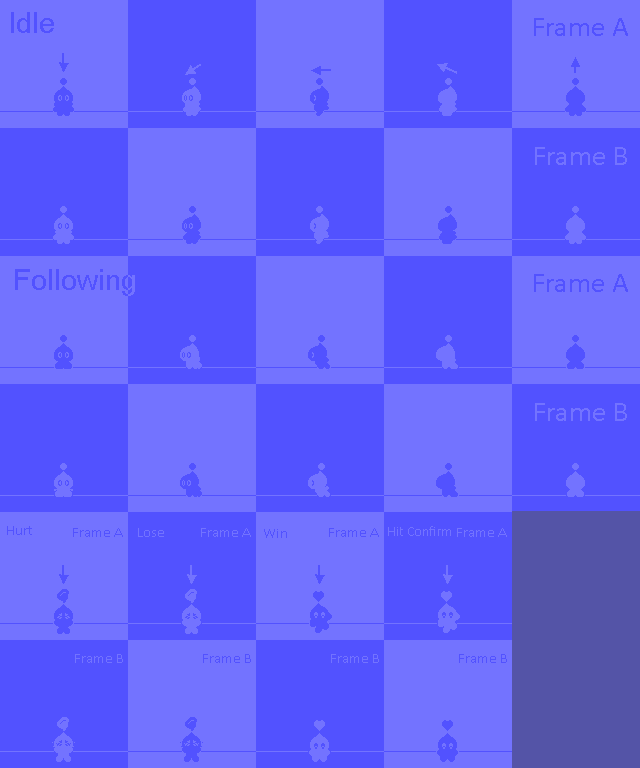 Idle
Frame A
Frame B
Following
Frame A
Frame B
Hurt
Frame A
Lose
Frame A
Win
Frame A
Hit Confirm
Frame A
Frame B
Frame B
Frame B
Frame B